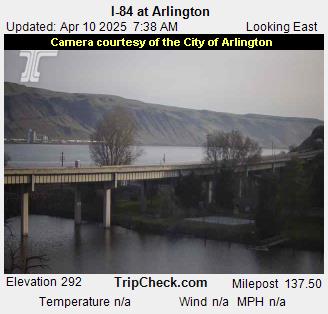 I-84 at Arlington
Updated: Apr 10 2025 7:38 AM Looking East
Camera courtesy of the City of Arlington
Elevation 292 TripCheck.com Milepost 137.50
Temperature n/a Wind n/a MPH n/a